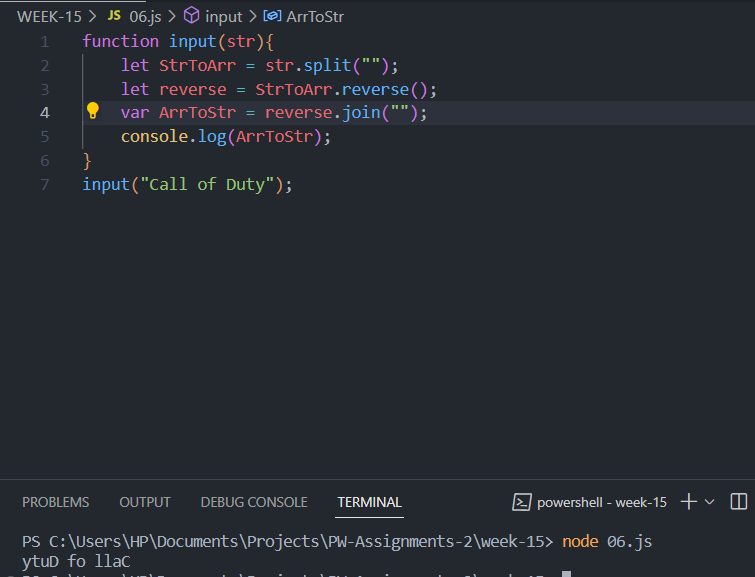 WEEK-15 > JS 06.js > input > ArrToStr
1 function input(str){
2 let StrToArr = str.split("");
3 let reverse = StrToArr.reverse();
4 var ArrToStr = reverse.join("");
5 console.log(ArrToStr);
6 }
7 input("Call of Duty");
PROBLEMS OUTPUT DEBUG CONSOLE TERMINAL powershell - week-15
PS C:\Users\HP\Documents\Projects\PW-Assignments-2\week-15> node 06.js
ytuD fo llaC